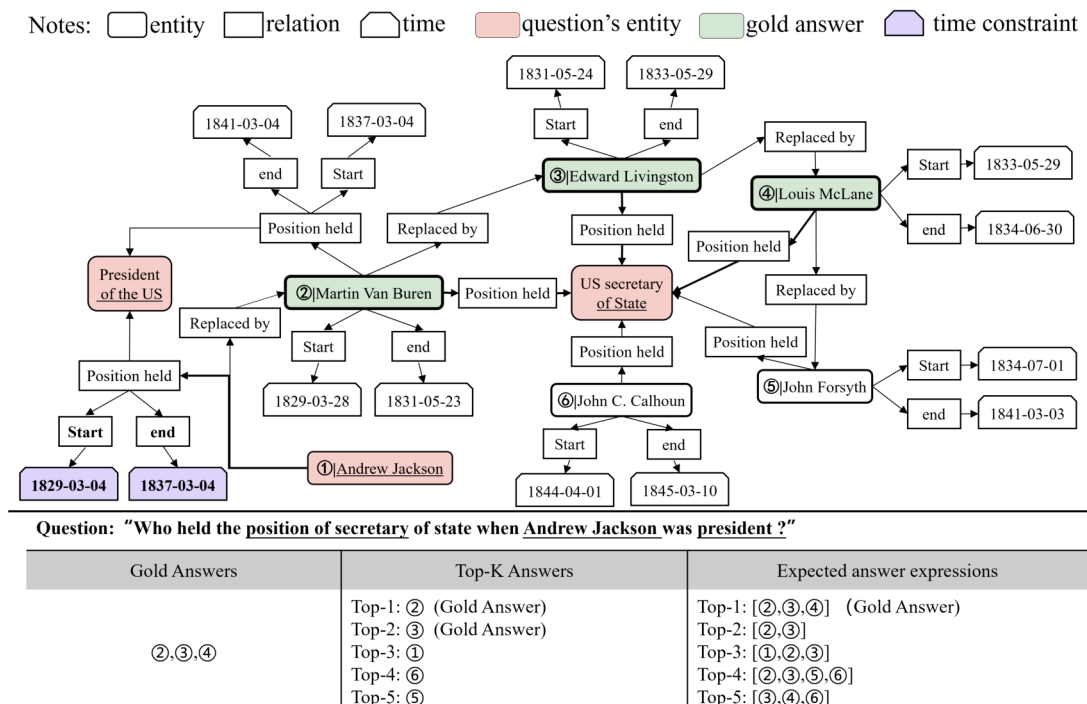 Notes: entity relation time question's entity gold answer time constraint
1831-05-24 1833-05-29
1841-03-04 1837-03-04
Start end
Replaced by
end Start
③|Edward Livingston
Start 1833-05-29
④|Louis McLane
Position held
Replaced by
Position held
end 1834-06-30
Position held
President
of the US
US secretary
of State
②|Martin Van Buren
Position held
Replaced by
Replaced by
Start end
Position held
Position held
Position held
1829-03-28 1831-05-23
⑥|John C. Calhoun
⑤|John Forsyth
Start 1834-07-01
end 1841-03-03
Start end
Start end
①|Andrew Jackson
1829-03-04 1837-03-04
1844-04-01 1845-03-10
Question: “Who held the position of secretary of state when Andrew Jackson was president ?”
Gold Answers Top-K Answers Expected answer expressions
②,③,④
Top-1: ② (Gold Answer)
Top-2: ③ (Gold Answer)
Top-3: ①
Top-4: ⑥
Top-5: ⑤
Top-1: [②,③,④] (Gold Answer)
Top-2: [②,③]
Top-3: [①,②,③]
Top-4: [②,③,⑤,⑥]
Top-5: [③,④,⑥]